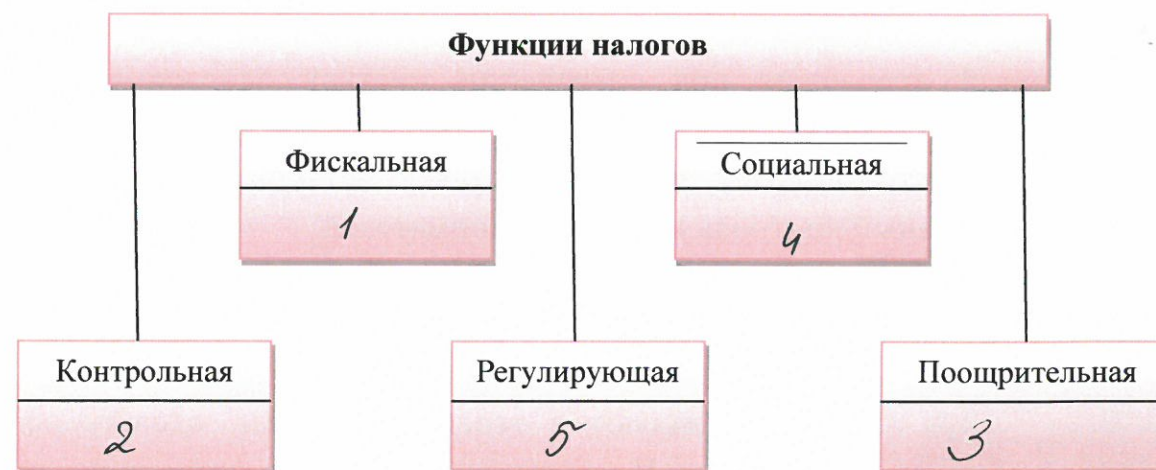 Функции налогов
Фискальная
1
Социальная
4
Контрольная
2
Регулирующая
5
Поощрительная
3